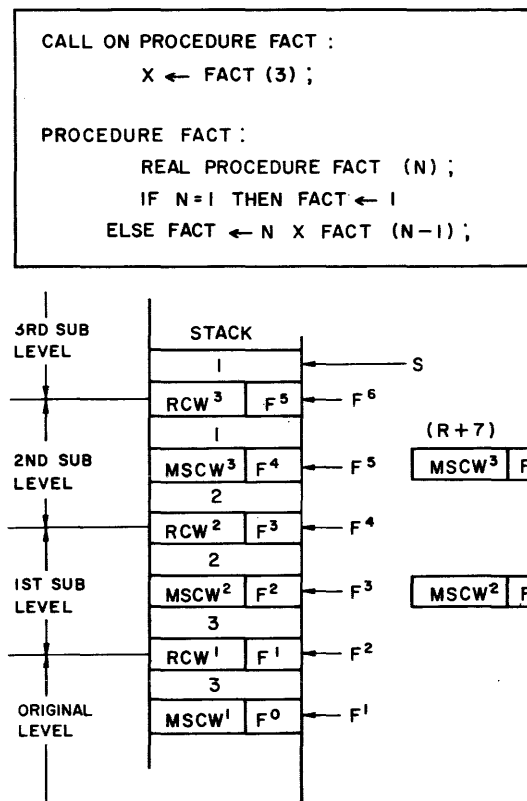 CALL ON PROCEDURE FACT :
X ← FACT (3) ;
PROCEDURE FACT :
REAL PROCEDURE FACT (N) ;
IF N=1 THEN FACT ← 1
ELSE FACT ← N X FACT (N-1) ;
3RD SUB LEVEL
STACK
1
S
RCW³ F⁵ F⁶
1
(R+7)
2ND SUB LEVEL
MSCW³ F⁴ F⁵ MSCW³ F
2
RCW² F³ F⁴
2
1ST SUB LEVEL
MSCW² F² F³ MSCW² F
3
RCW¹ F¹ F²
3
ORIGINAL LEVEL
MSCW¹ F⁰ F¹